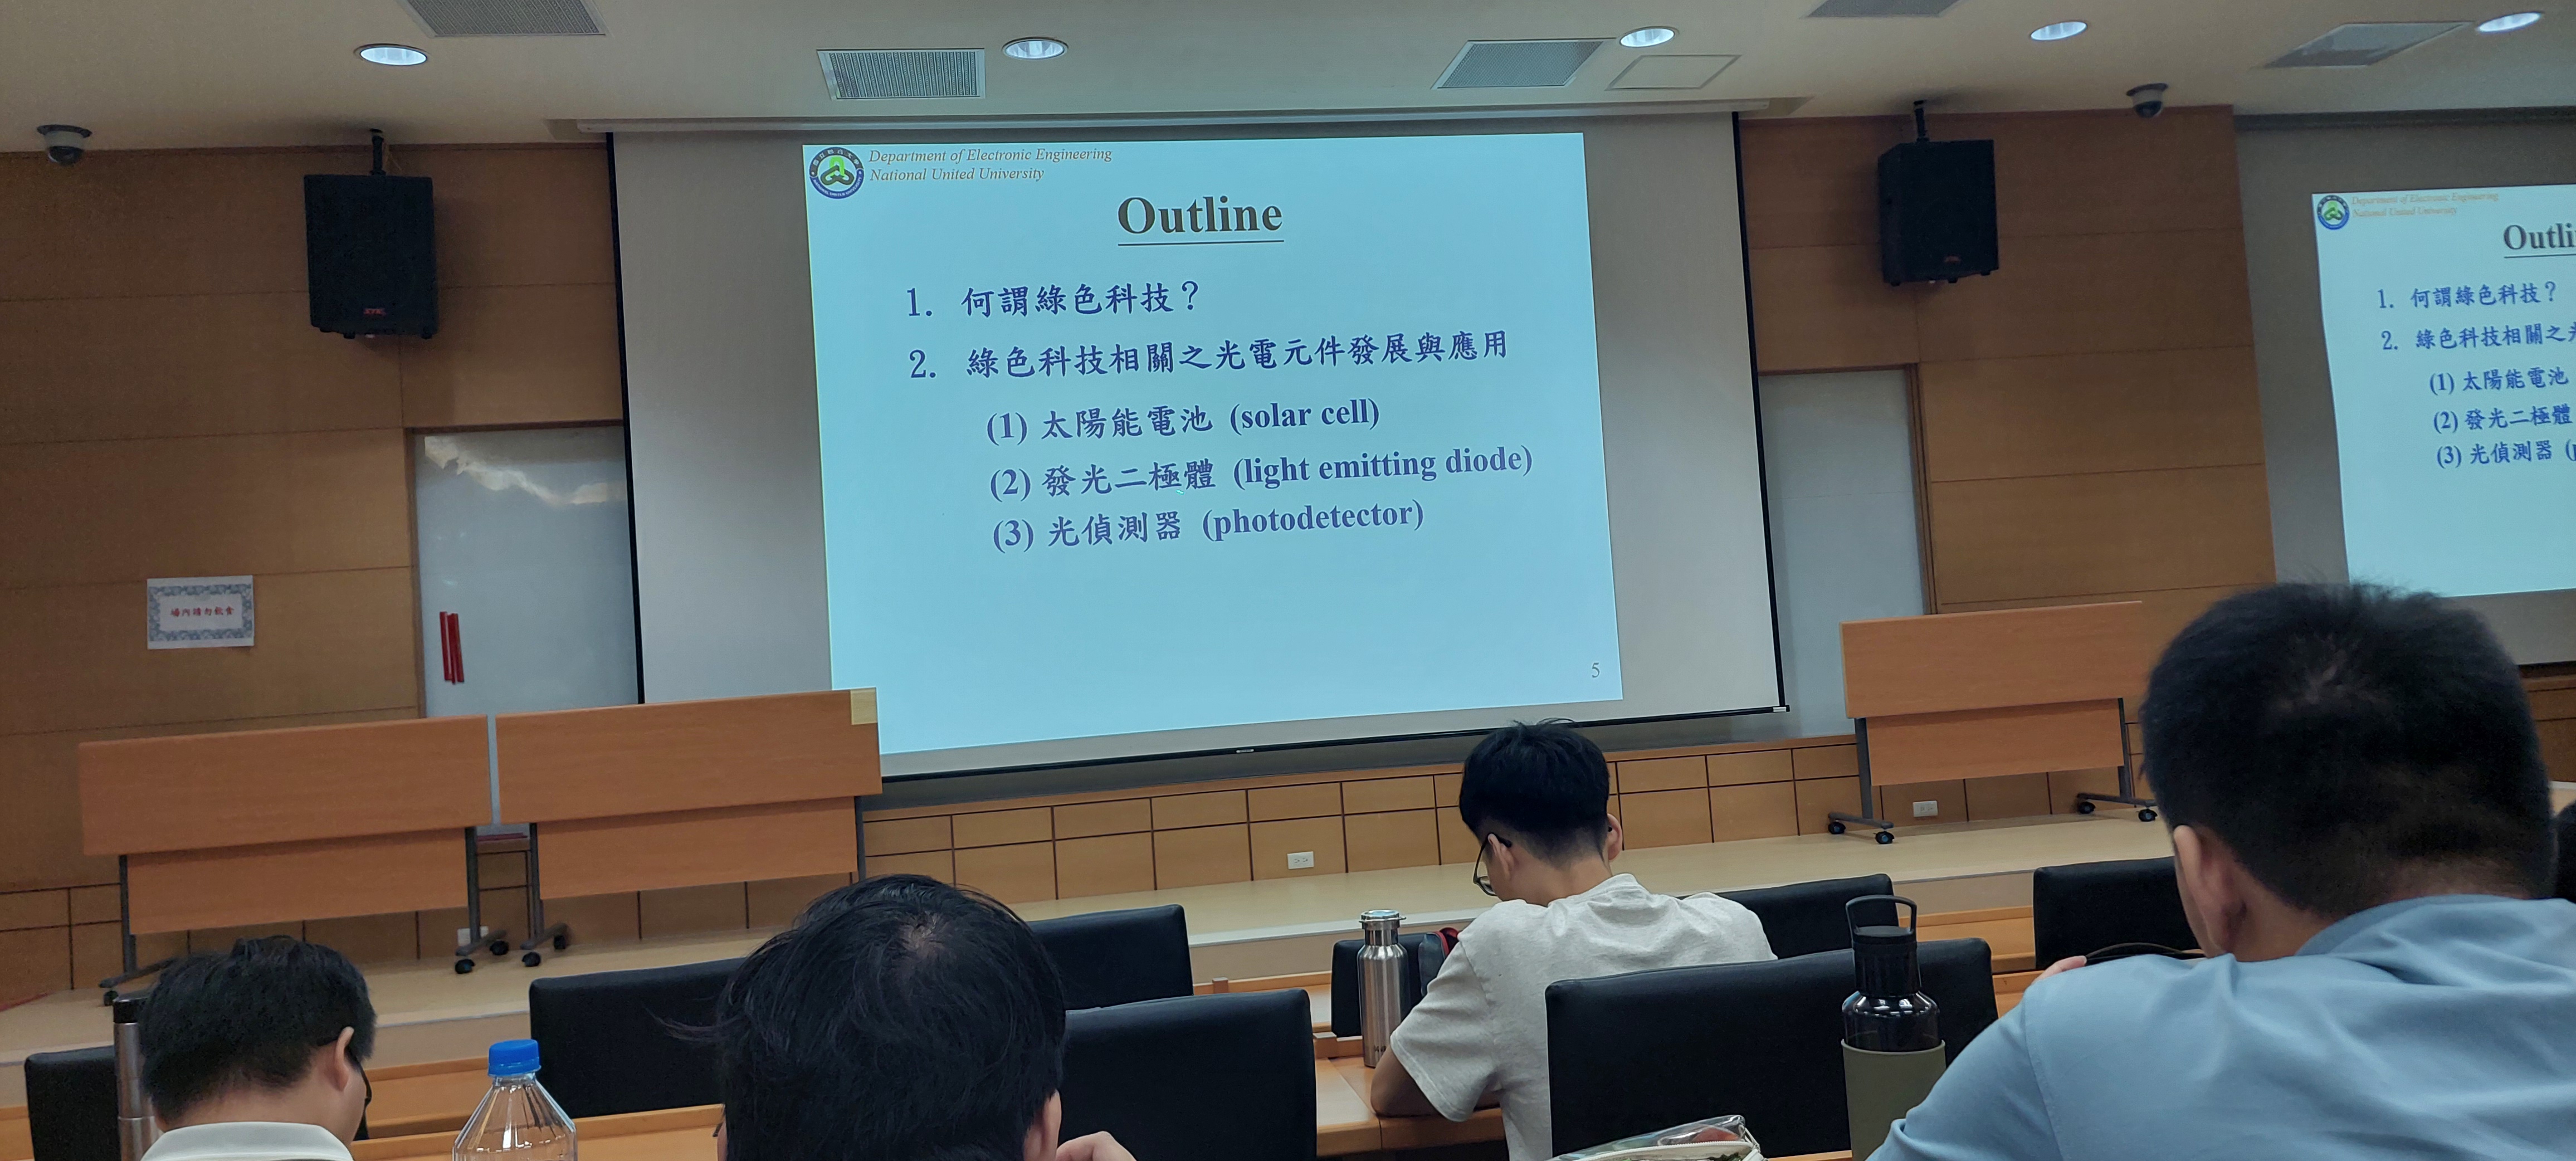 Department of Electronic Engineering
National United University
Outline
1. 何謂綠色科技？
2. 綠色科技相關之光電元件發展與應用
(1) 太陽能電池 (solar cell)
(2) 發光二極體 (light emitting diode)
(3) 光偵測器 (photodetector)
5
場內請勿飲食
Department of Electronic Engineering
National United University
Outli
1. 何謂綠色科技？
2. 綠色科技相關之
(1) 太陽能電池
(2) 發光二極體
(3) 光偵測器 (